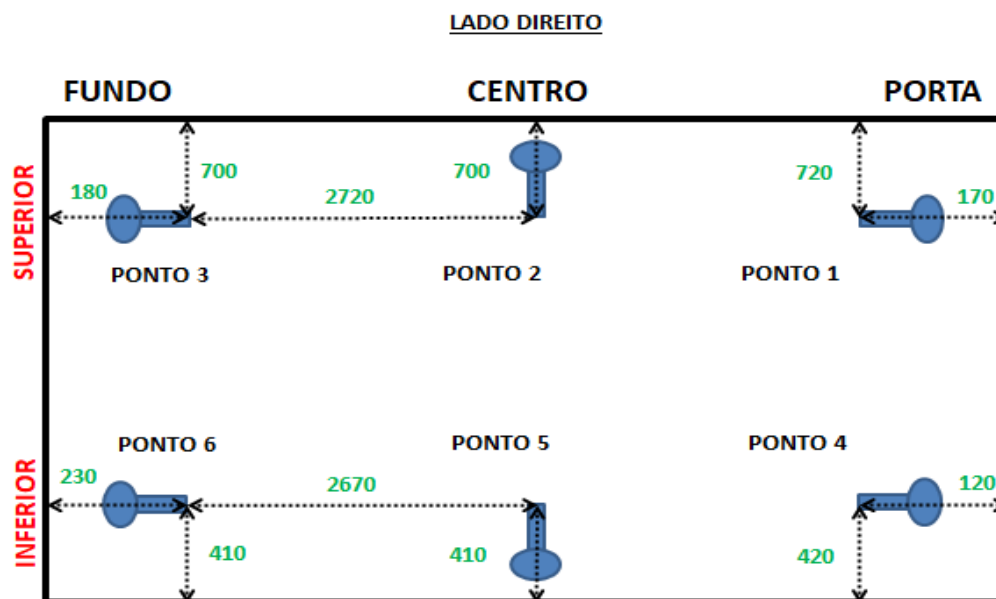 LADO DIREITO
FUNDO CENTRO PORTA
SUPERIOR
700 700 720
180 2720 170
PONTO 3 PONTO 2 PONTO 1
INFERIOR
PONTO 6 PONTO 5 PONTO 4
230 2670 120
410 410 420